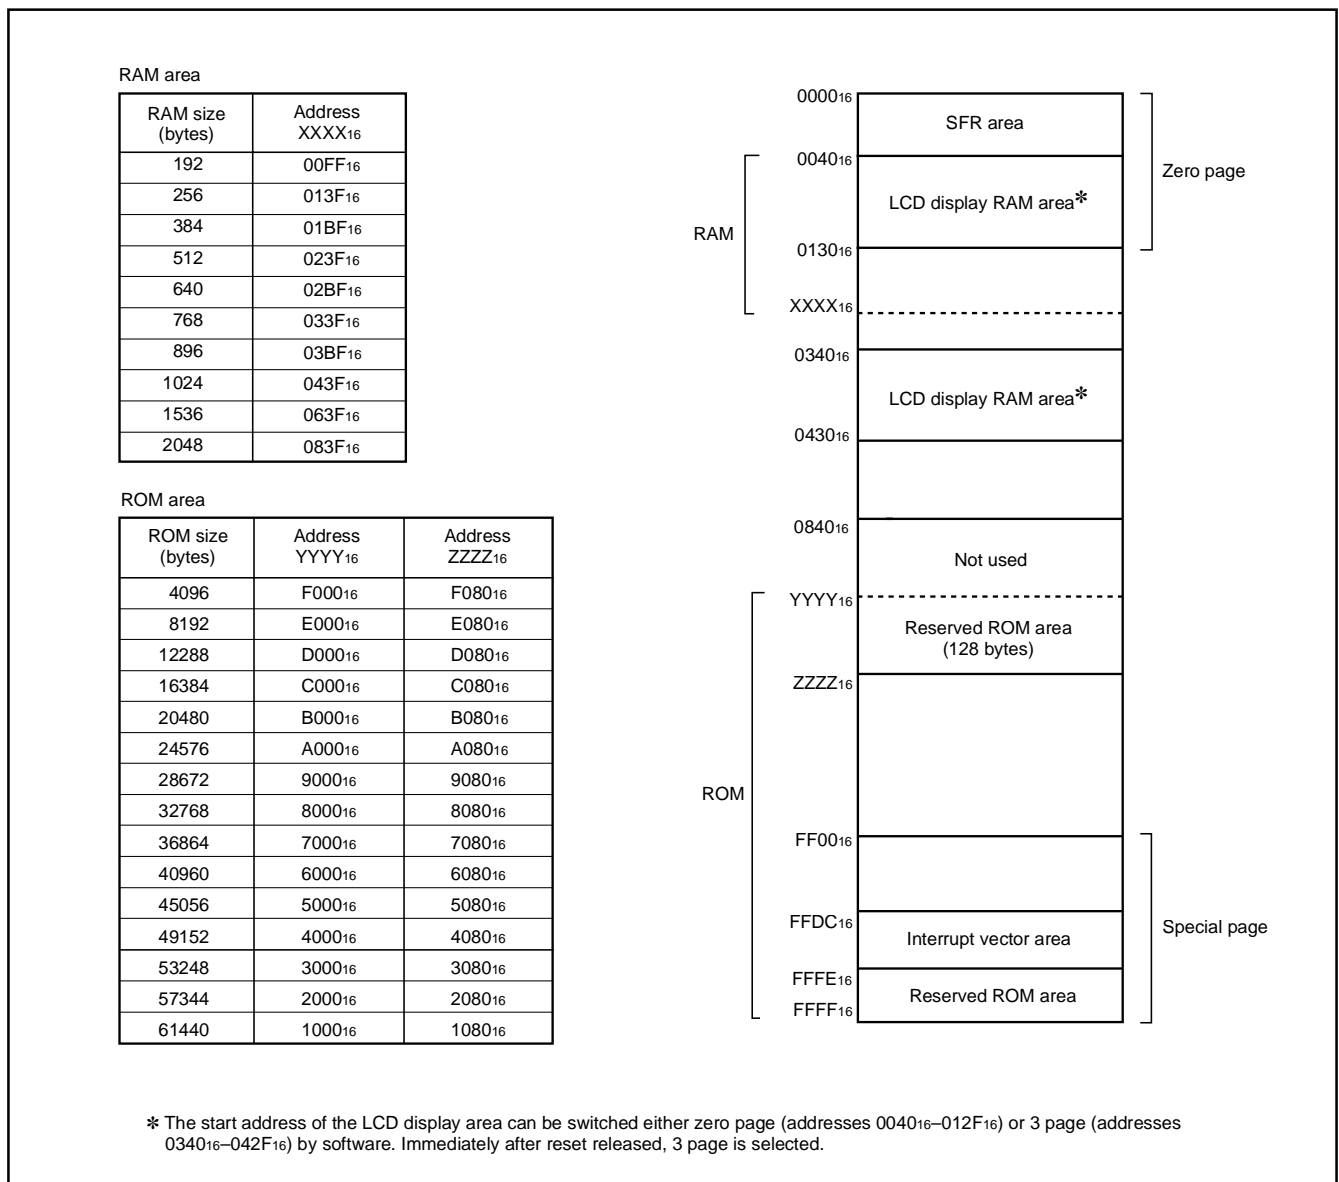 RAM area
RAM size (bytes) Address XXXX16
192 00FF16
256 013F16
384 01BF16
512 023F16
640 02BF16
768 033F16
896 03BF16
1024 043F16
1536 063F16
2048 083F16
ROM area
ROM size (bytes) Address YYYY16 Address ZZZZ16
4096 F00016 F08016
8192 E00016 E08016
12288 D00016 D08016
16384 C00016 C08016
20480 B00016 B08016
24576 A00016 A08016
28672 900016 908016
32768 800016 808016
36864 700016 708016
40960 600016 608016
45056 500016 508016
49152 400016 408016
53248 300016 308016
57344 200016 208016
61440 100016 108016
000016
SFR area
004016
Zero page
LCD display RAM area✻
RAM
013016
XXXX16
034016
LCD display RAM area✻
043016
084016
Not used
YYYY16
Reserved ROM area
(128 bytes)
ZZZZ16
ROM
FF0016
FFDC16
Special page
Interrupt vector area
FFFE16
Reserved ROM area
FFFF16
✻ The start address of the LCD display area can be switched either zero page (addresses 004016–012F16) or 3 page (addresses
034016–042F16) by software. Immediately after reset released, 3 page is selected.